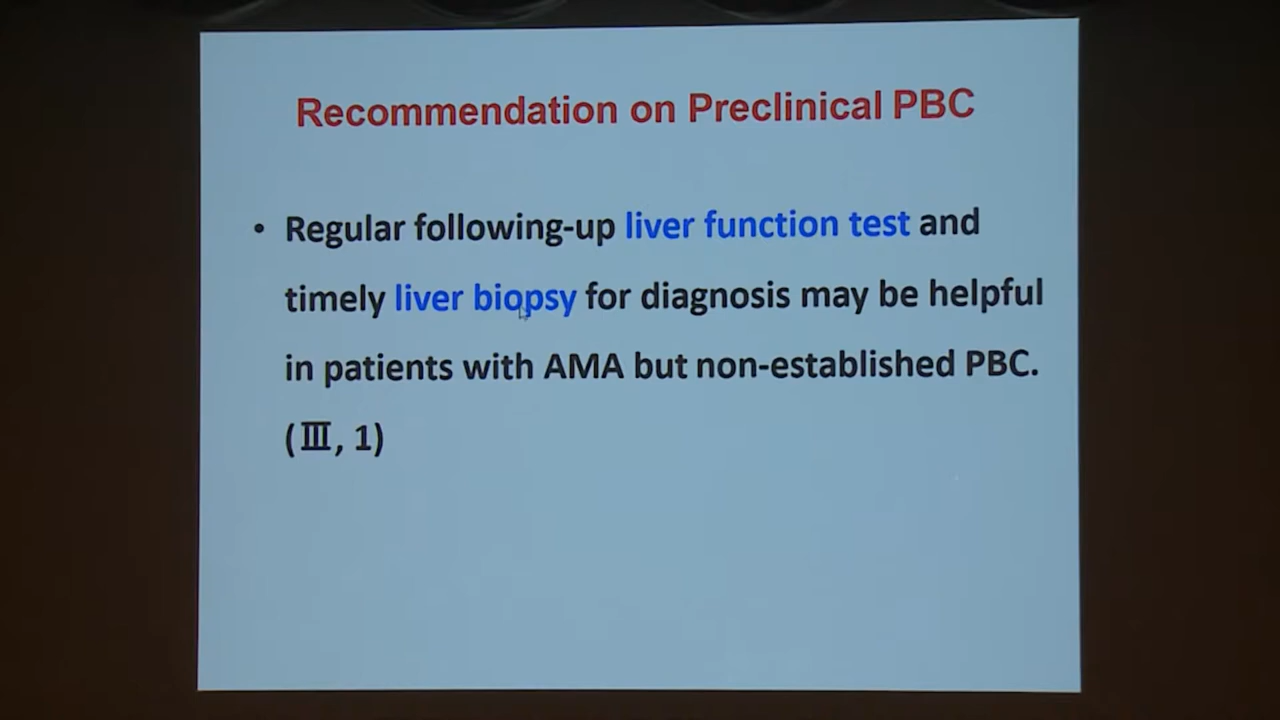 Recommendation on Preclinical PBC
• Regular following-up liver function test and
timely liver biopsy for diagnosis may be helpful
in patients with AMA but non-established PBC.
(Ⅲ, 1)